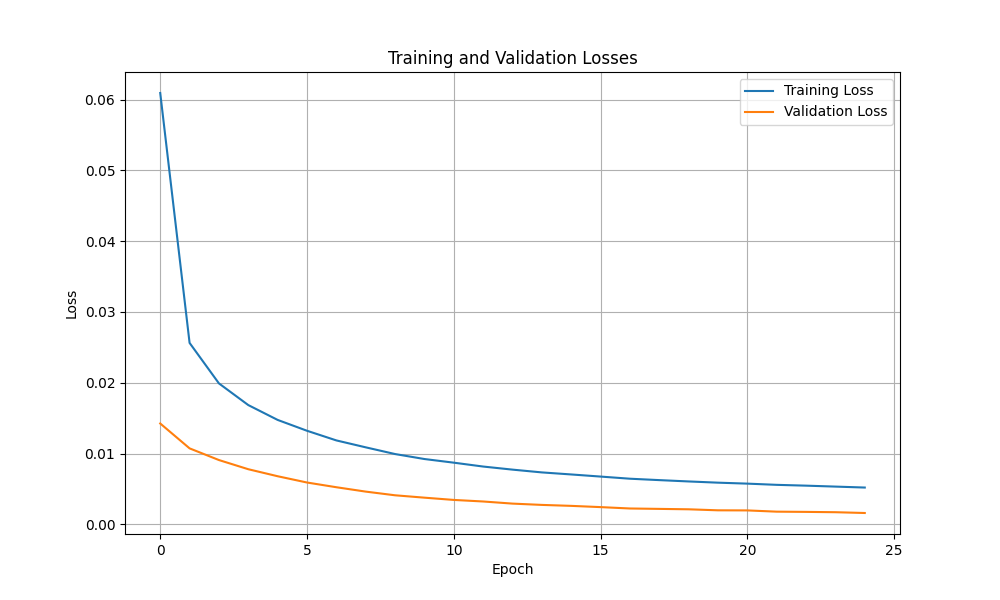 Training and Validation Losses
Training Loss
Validation Loss
0.06
0.05
0.04
0.03
0.02
0.01
0.00
Loss
0 5 10 15 20 25
Epoch